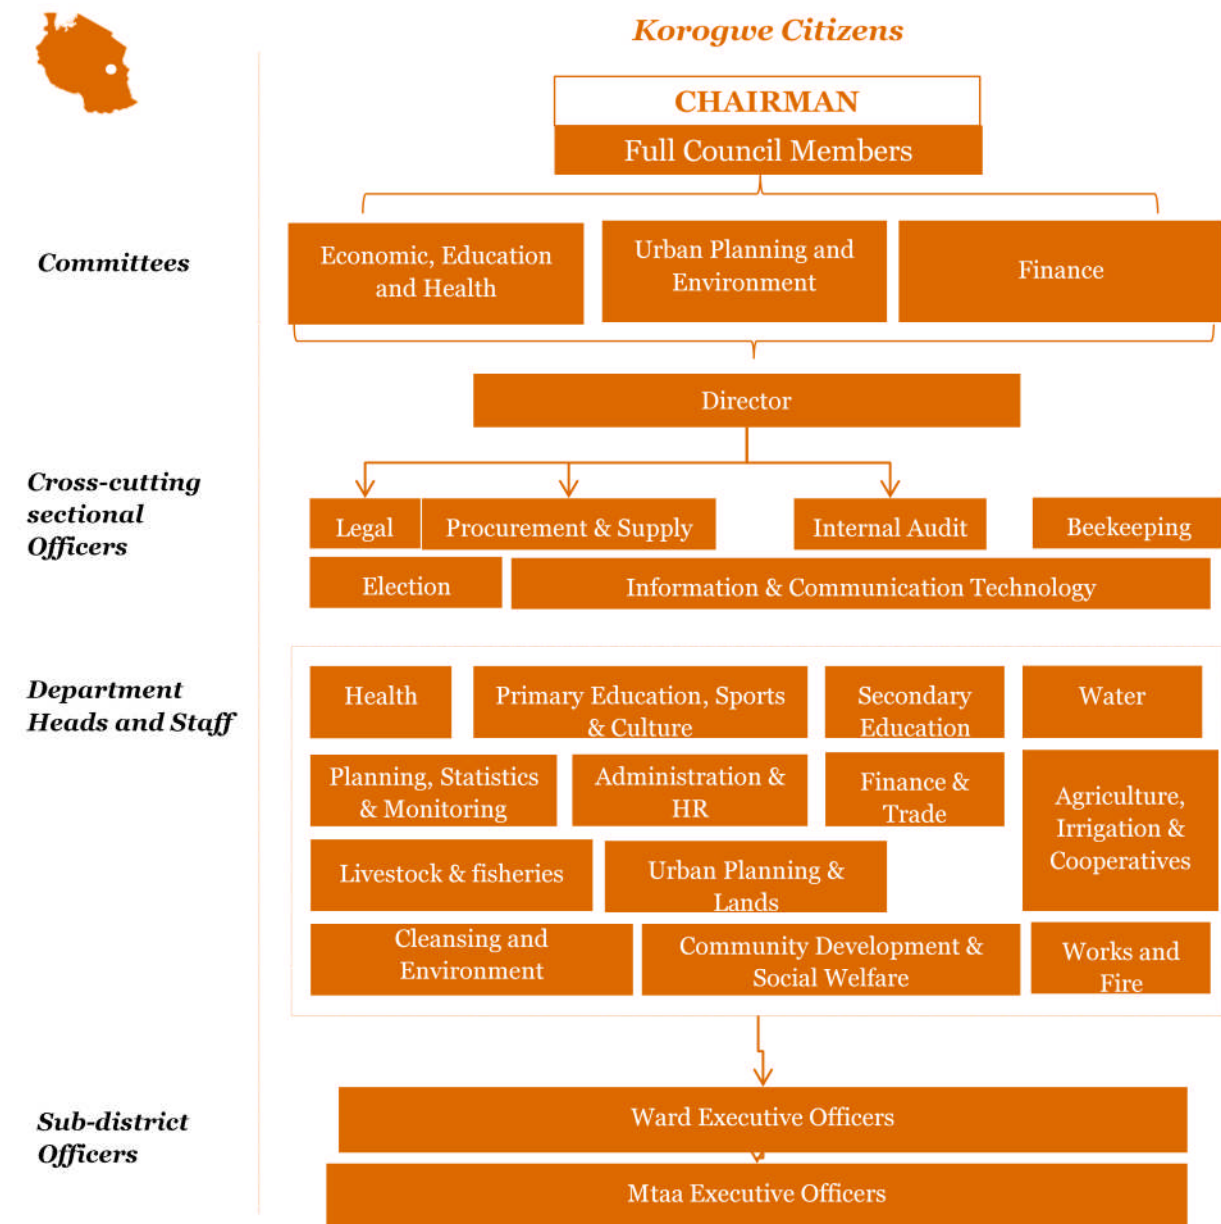 Korogwe Citizens
CHAIRMAN
Full Council Members
Committees
Economic, Education
and Health
Urban Planning and
Environment
Finance
Director
Cross-cutting
sectional
Officers
Legal
Procurement & Supply
Internal Audit
Beekeeping
Election
Information & Communication Technology
Department
Heads and Staff
Health
Primary Education, Sports
& Culture
Secondary
Education
Water
Planning, Statistics
& Monitoring
Administration &
HR
Finance &
Trade
Agriculture,
Irrigation &
Cooperatives
Livestock & fisheries
Urban Planning &
Lands
Cleansing and
Environment
Community Development &
Social Welfare
Works and
Fire
Sub-district
Officers
Ward Executive Officers
Mtaa Executive Officers